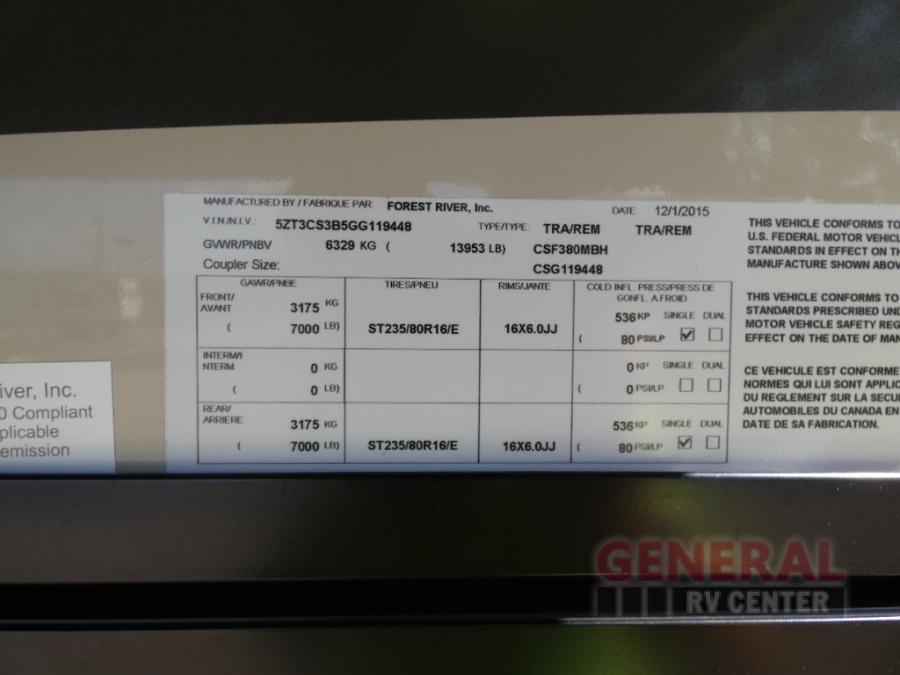 MANUFACTURED BY / FABRIQUE PAR: FOREST RIVER, Inc. DATE: 12/1/2015
V.I.N./N.I.V.: 5ZT3CS3B5GG119448 TYPE/TYPE: TRA/REM TRA/REM
GVWR/PNBV 6329 KG ( 13953 LB) CSF380MBH
Coupler Size: CSG119448
GAWR/PNBE TIRES/PNEU RIMS/JANTE COLD INFL. PRESS/PRESS DE
GONFL. A FROID
FRONT/
AVANT 3175 KG 536 KP SINGLE DUAL
( 7000 LB) ST235/80R16/E 16X6.0JJ ( 80 PSI/LP
INTERM/I
NTERM 0 KG 0 KP SINGLE DUAL
( 0 LB) ( 0 PSI/LP
REAR/
ARRIERE 3175 KG 536 KP SINGLE DUAL
( 7000 LB) ST235/80R16/E 16X6.0JJ ( 80 PSI/LP
THIS VEHICLE CONFORMS TO
U.S. FEDERAL MOTOR VEHICL
STANDARDS IN EFFECT ON TH
MANUFACTURE SHOWN ABOV
THIS VEHICLE CONFORMS TO
STANDARDS PRESCRIBED UND
MOTOR VEHICLE SAFETY REG
EFFECT ON THE DATE OF MAN
CE VEHICULE EST CONFORME
NORMES QUI LUI SONT APPLIC
DU REGLEMENT SUR LA SECUR
AUTOMOBILES DU CANADA EN
DATE DE SA FABRICATION.
iver, Inc.
0 Compliant
plicable
emission
GENERAL
RV CENTER